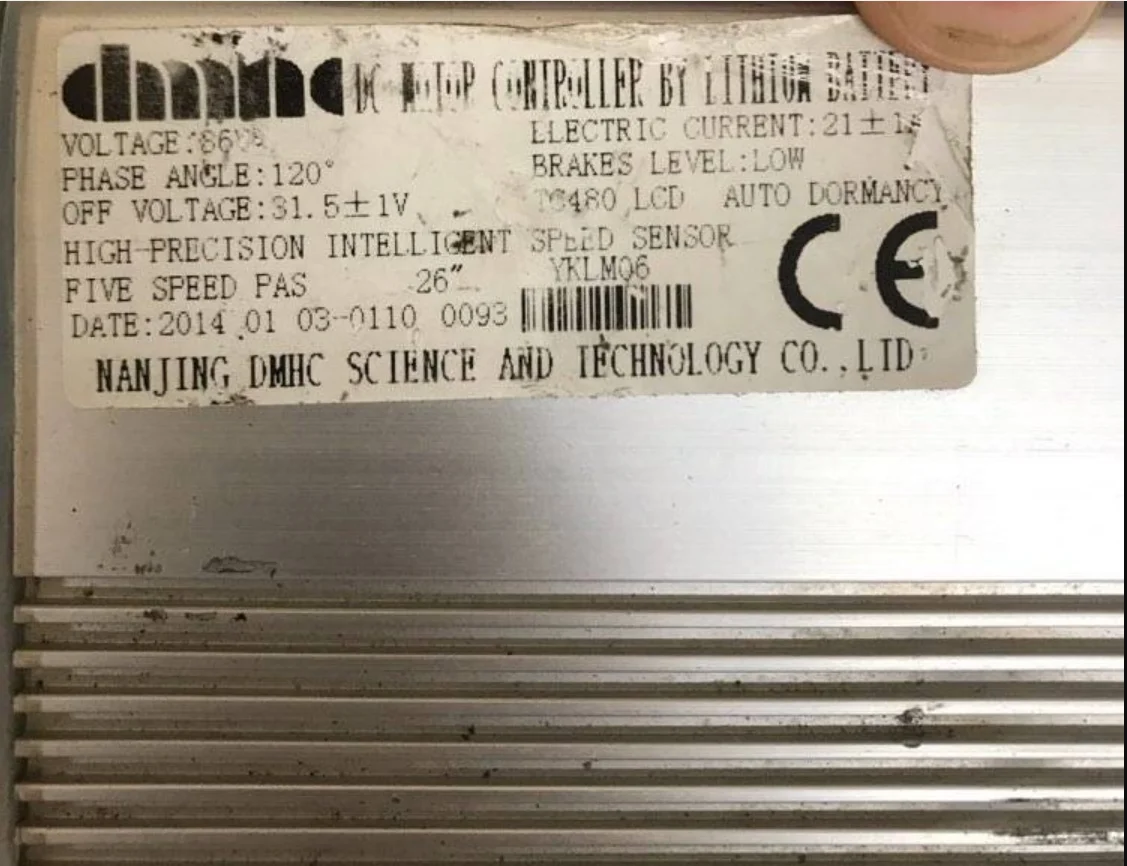 dmhc DC MOTOR CONTROLLER BY LITHIUM BATTERY
VOLTAGE:
ELECTRIC CURRENT:21±1A
PHASE ANGLE:120°
BRAKES LEVEL:LOW
OFF VOLTAGE:31.5±1V
LCD AUTO DORMANCY
HIGH-PRECISION INTELLIGENT SPEED SENSOR
FIVE SPEED PAS 26″
YKLM06
DATE:2014 01 03-0110 0093
CE
NANJING DMHC SCIENCE AND TECHNOLOGY CO.,LTD